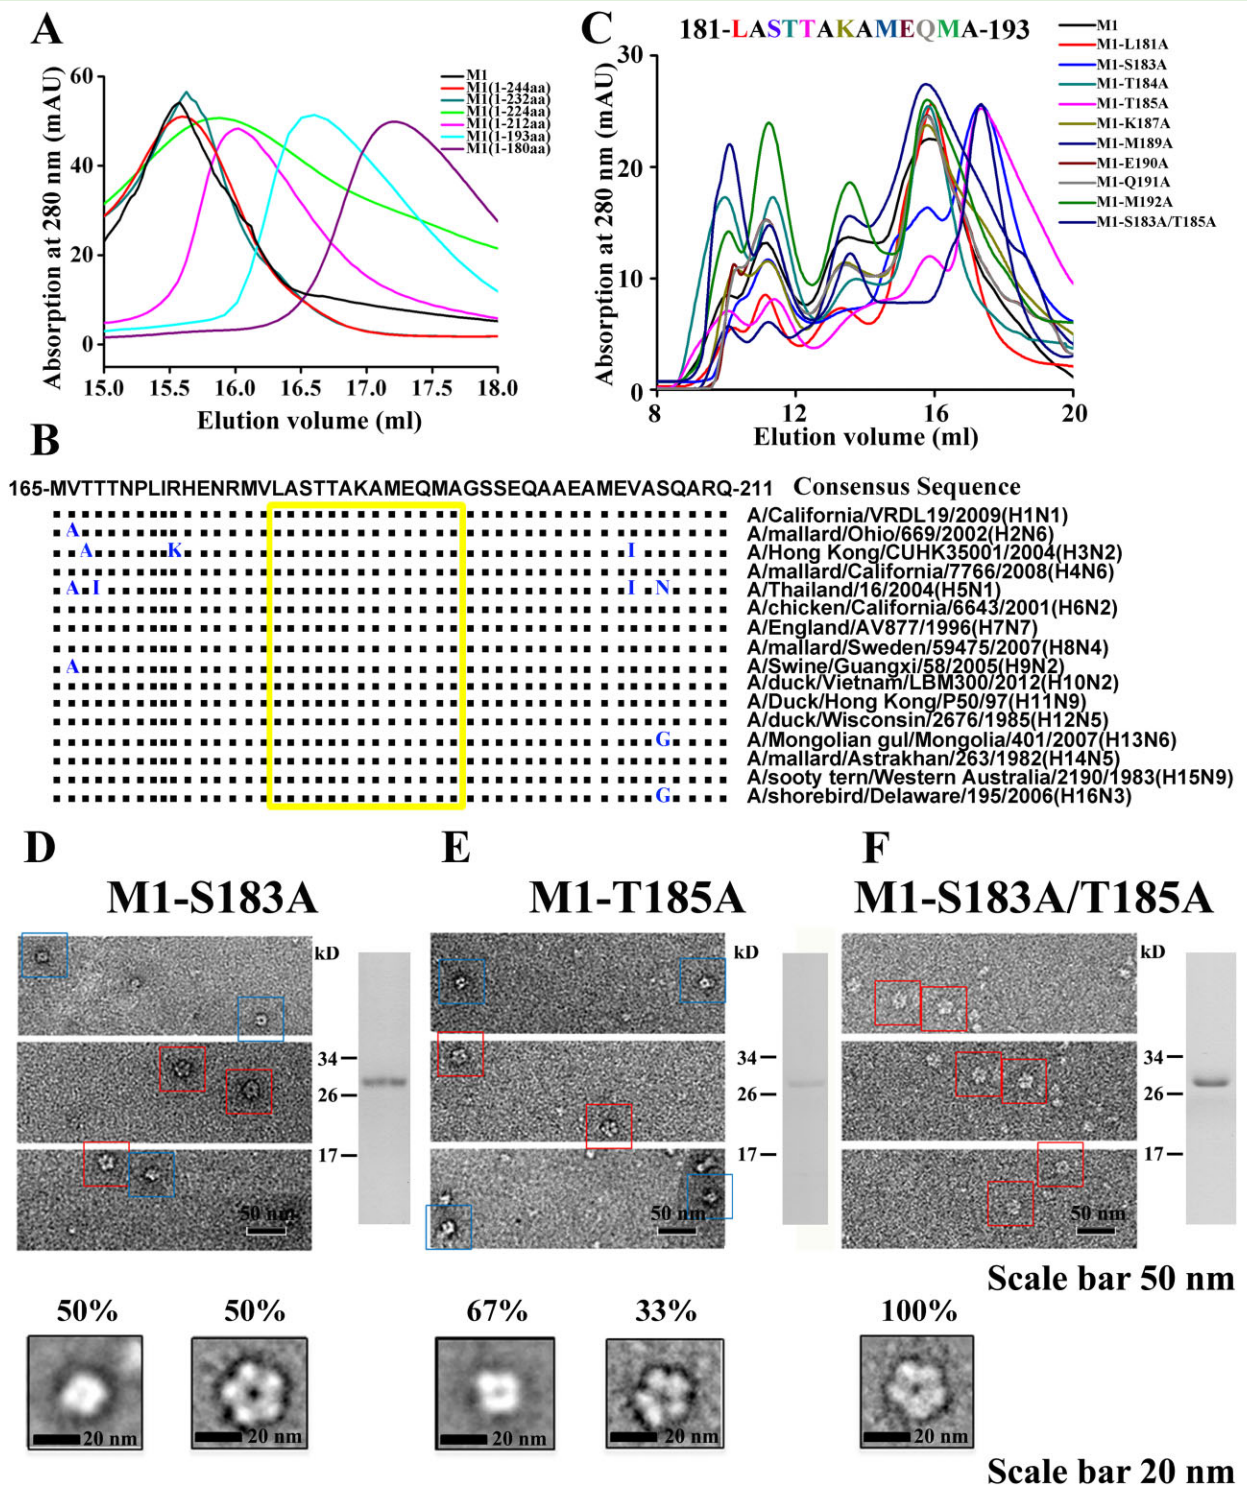 A
Absorption at 280 nm (mAU)
60
40
20
0
15.0 15.5 16.0 16.5 17.0 17.5 18.0
Elution volume (ml)
M1
M1(1-244aa)
M1(1-232aa)
M1(1-224aa)
M1(1-212aa)
M1(1-193aa)
M1(1-180aa)
C
181-LASTTAKAMEQMA-193
Absorption at 280 nm (mAU)
30
20
10
0
8 12 16 20
Elution volume (ml)
M1
M1-L181A
M1-S183A
M1-T184A
M1-T185A
M1-K187A
M1-M189A
M1-E190A
M1-Q191A
M1-M192A
M1-S183A/T185A
B
165-MVTTTNPLIRHENRMVLASTTAKAMEQMAGSSEQAAEAMEVASQARQ-211 Consensus Sequence
A/California/VRDL19/2009(H1N1)
A A/mallard/Ohio/669/2002(H2N6)
A K I A/Hong Kong/CUHK35001/2004(H3N2)
A/mallard/California/7766/2008(H4N6)
A I I N A/Thailand/16/2004(H5N1)
A/chicken/California/6643/2001(H6N2)
A/England/AV877/1996(H7N7)
A/mallard/Sweden/59475/2007(H8N4)
A A/Swine/Guangxi/58/2005(H9N2)
A/duck/Vietnam/LBM300/2012(H10N2)
A/Duck/Hong Kong/P50/97(H11N9)
A/duck/Wisconsin/2676/1985(H12N5)
G A/Mongolian gul/Mongolia/401/2007(H13N6)
A/mallard/Astrakhan/263/1982(H14N5)
A/sooty tern/Western Australia/2190/1983(H15N9)
G A/shorebird/Delaware/195/2006(H16N3)
D
M1-S183A
kD
34
26
17
50 nm
50% 50%
20 nm 20 nm
E
M1-T185A
kD
34
26
17
50 nm
67% 33%
20 nm 20 nm
F
M1-S183A/T185A
kD
34
26
17
50 nm
Scale bar 50 nm
100%
20 nm
Scale bar 20 nm